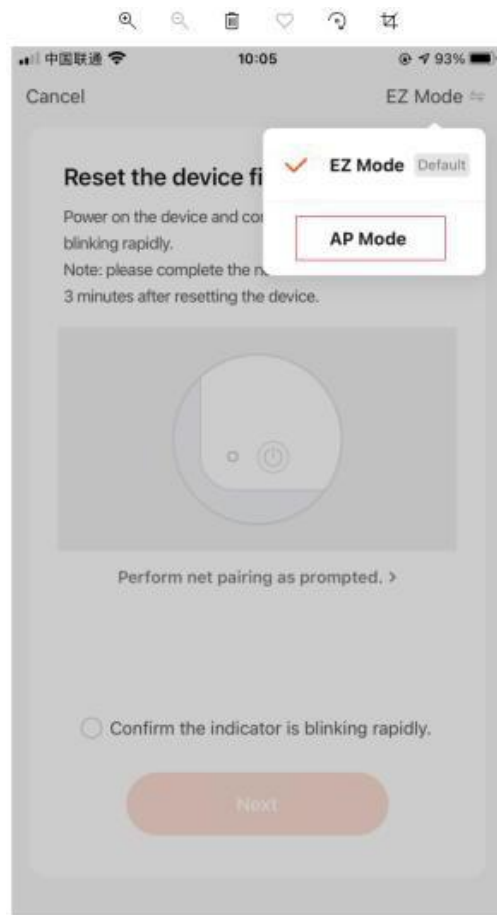 中国联通 10:05 93%
Cancel EZ Mode
EZ Mode Default
AP Mode
Reset the device fi
Power on the device and co
blinking rapidly.
Note: please complete the
3 minutes after resetting the device.
Perform net pairing as prompted. >
Confirm the indicator is blinking rapidly.
Next